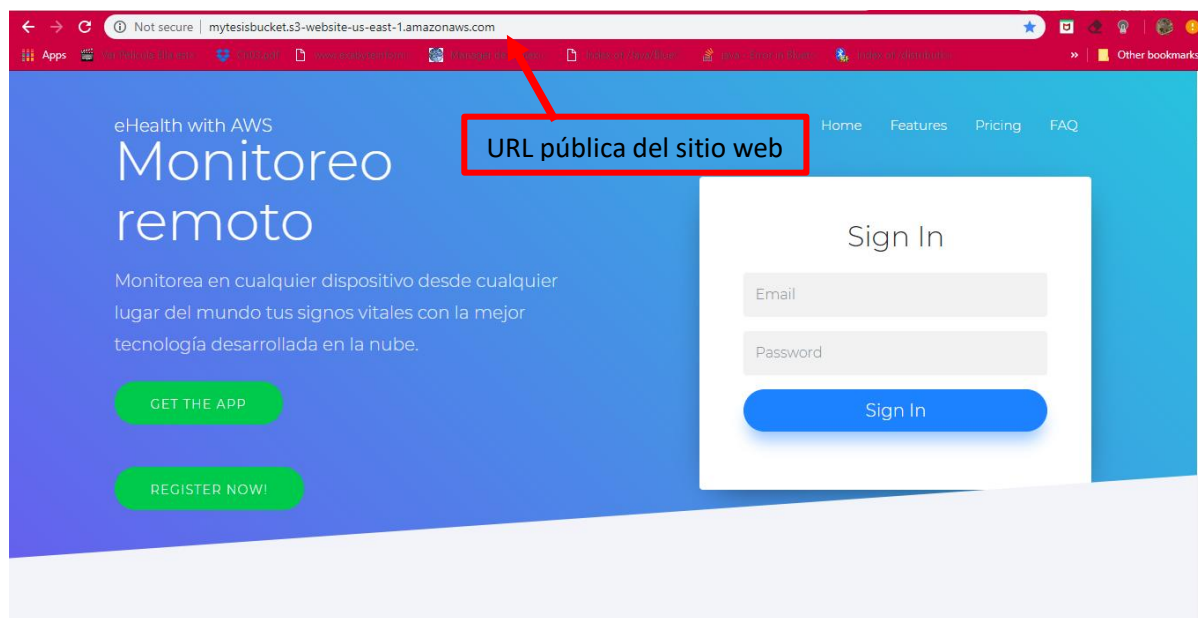 Not secure | mytesisbucket.s3-website-us-east-1.amazonaws.com
Apps
» Other bookmarks
URL pública del sitio web
eHealth with AWS
Monitoreo
remoto
Monitorea en cualquier dispositivo desde cualquier
lugar del mundo tus signos vitales con la mejor
tecnología desarrollada en la nube.
GET THE APP
REGISTER NOW!
Home Features Pricing FAQ
Sign In
Email
Password
Sign In